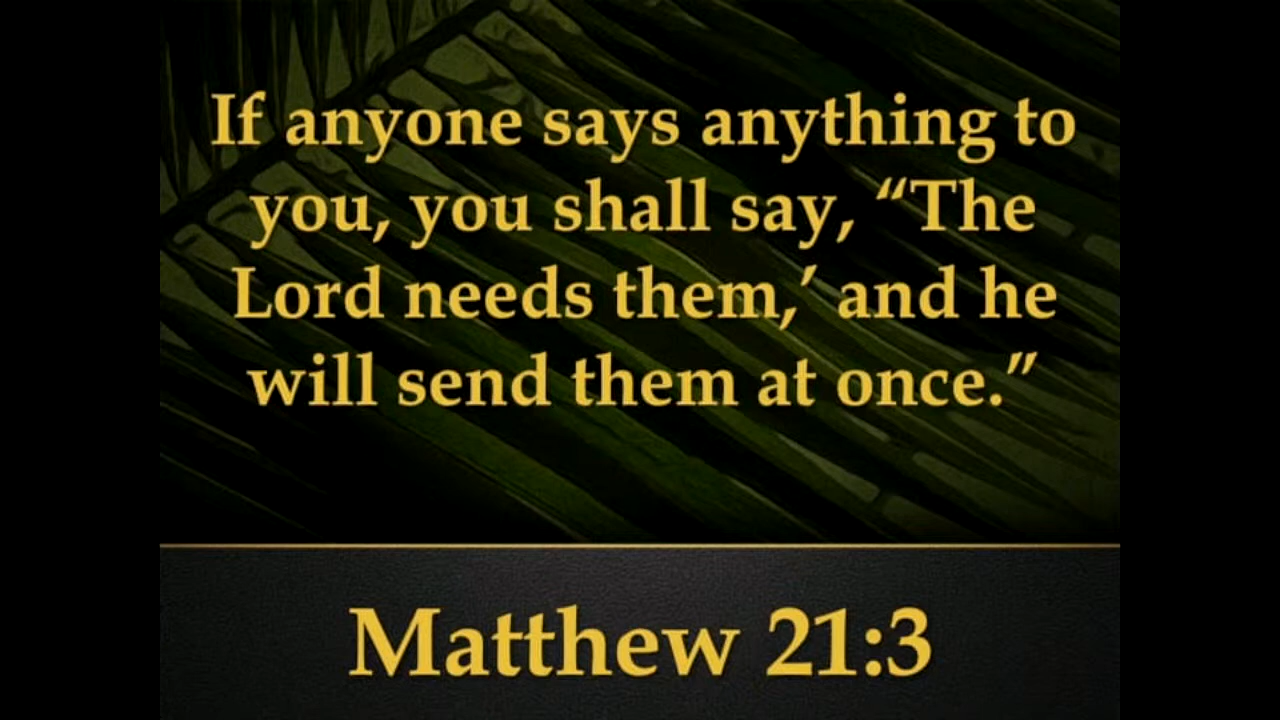 If anyone says anything to
you, you shall say, “The
Lord needs them,’ and he
will send them at once.”
Matthew 21:3